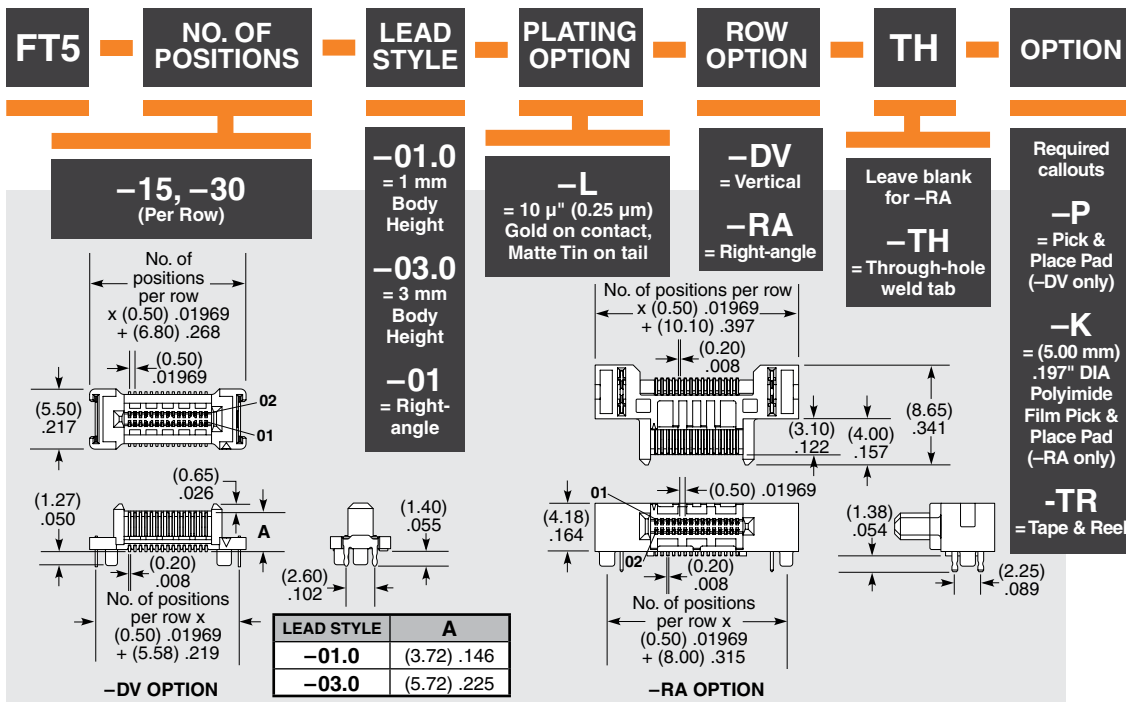 FT5
NO. OF
POSITIONS
LEAD
STYLE
PLATING
OPTION
ROW
OPTION
TH
OPTION
–15, –30
(Per Row)
–01.0
= 1 mm
Body
Height
–03.0
= 3 mm
Body
Height
–01
= Right-
angle
–L
= 10 µ" (0.25 µm)
Gold on contact,
Matte Tin on tail
–DV
= Vertical
–RA
= Right-angle
Leave blank
for –RA
–TH
= Through-hole
weld tab
Required
callouts
–P
= Pick &
Place Pad
(–DV only)
–K
= (5.00 mm)
.197" DIA
Polyimide
Film Pick &
Place Pad
(–RA only)
-TR
= Tape & Reel
No. of
positions
per row
x (0.50) .01969
+ (6.80) .268
(0.50)
.01969
(5.50)
.217
02
01
(1.27)
.050
(0.65)
.026
A
(0.20)
.008
No. of positions
per row x
(0.50) .01969
+ (5.58) .219
–DV OPTION
(1.40)
.055
(2.60)
.102
LEAD STYLE
A
–01.0
(3.72) .146
–03.0
(5.72) .225
No. of positions per row
x (0.50) .01969
+ (10.10) .397
(0.20)
.008
(3.10)
.122
(4.00)
.157
(8.65)
.341
01
(0.50) .01969
(4.18)
.164
02
(0.20)
.008
No. of positions
per row x
(0.50) .01969
+ (8.00) .315
–RA OPTION
(1.38)
.054
(2.25)
.089